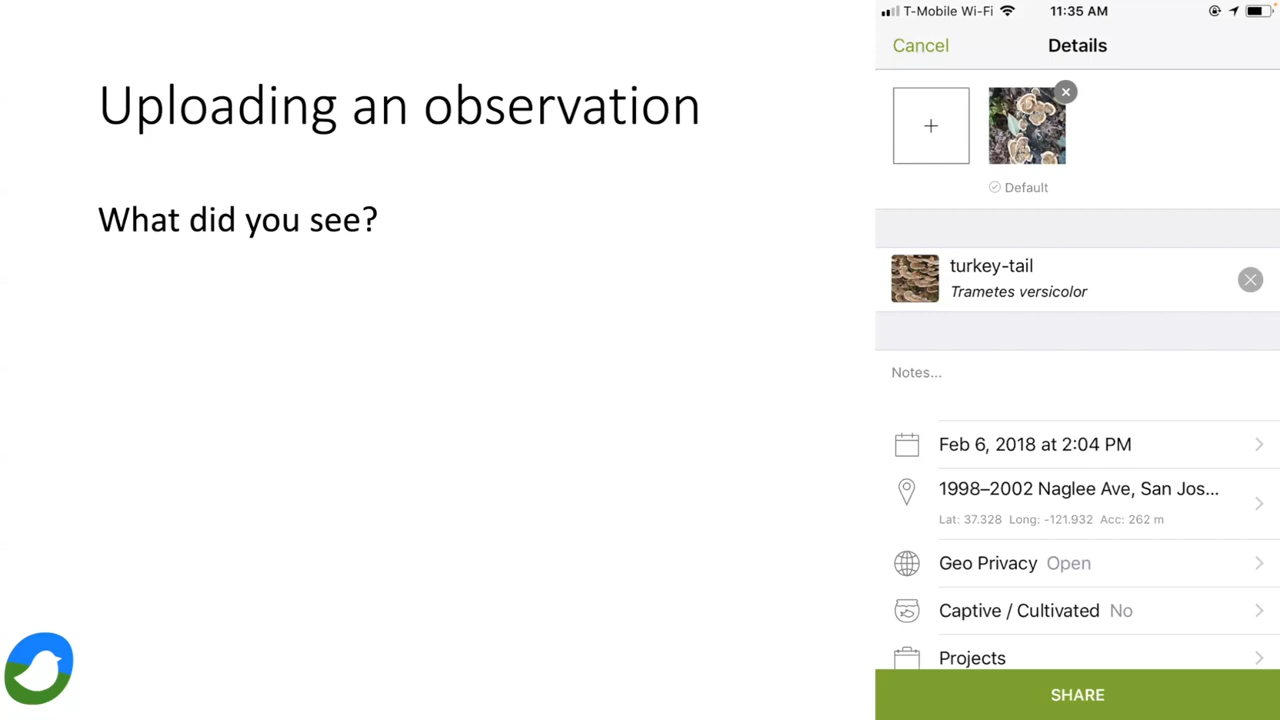 Uploading an observation
What did you see?
T-Mobile Wi-Fi 11:35 AM
Cancel Details
Default
turkey-tail
Trametes versicolor
Notes...
Feb 6, 2018 at 2:04 PM
1998–2002 Naglee Ave, San Jos...
Lat: 37.328 Long: -121.932 Acc: 262 m
Geo Privacy Open
Captive / Cultivated No
Projects
SHARE